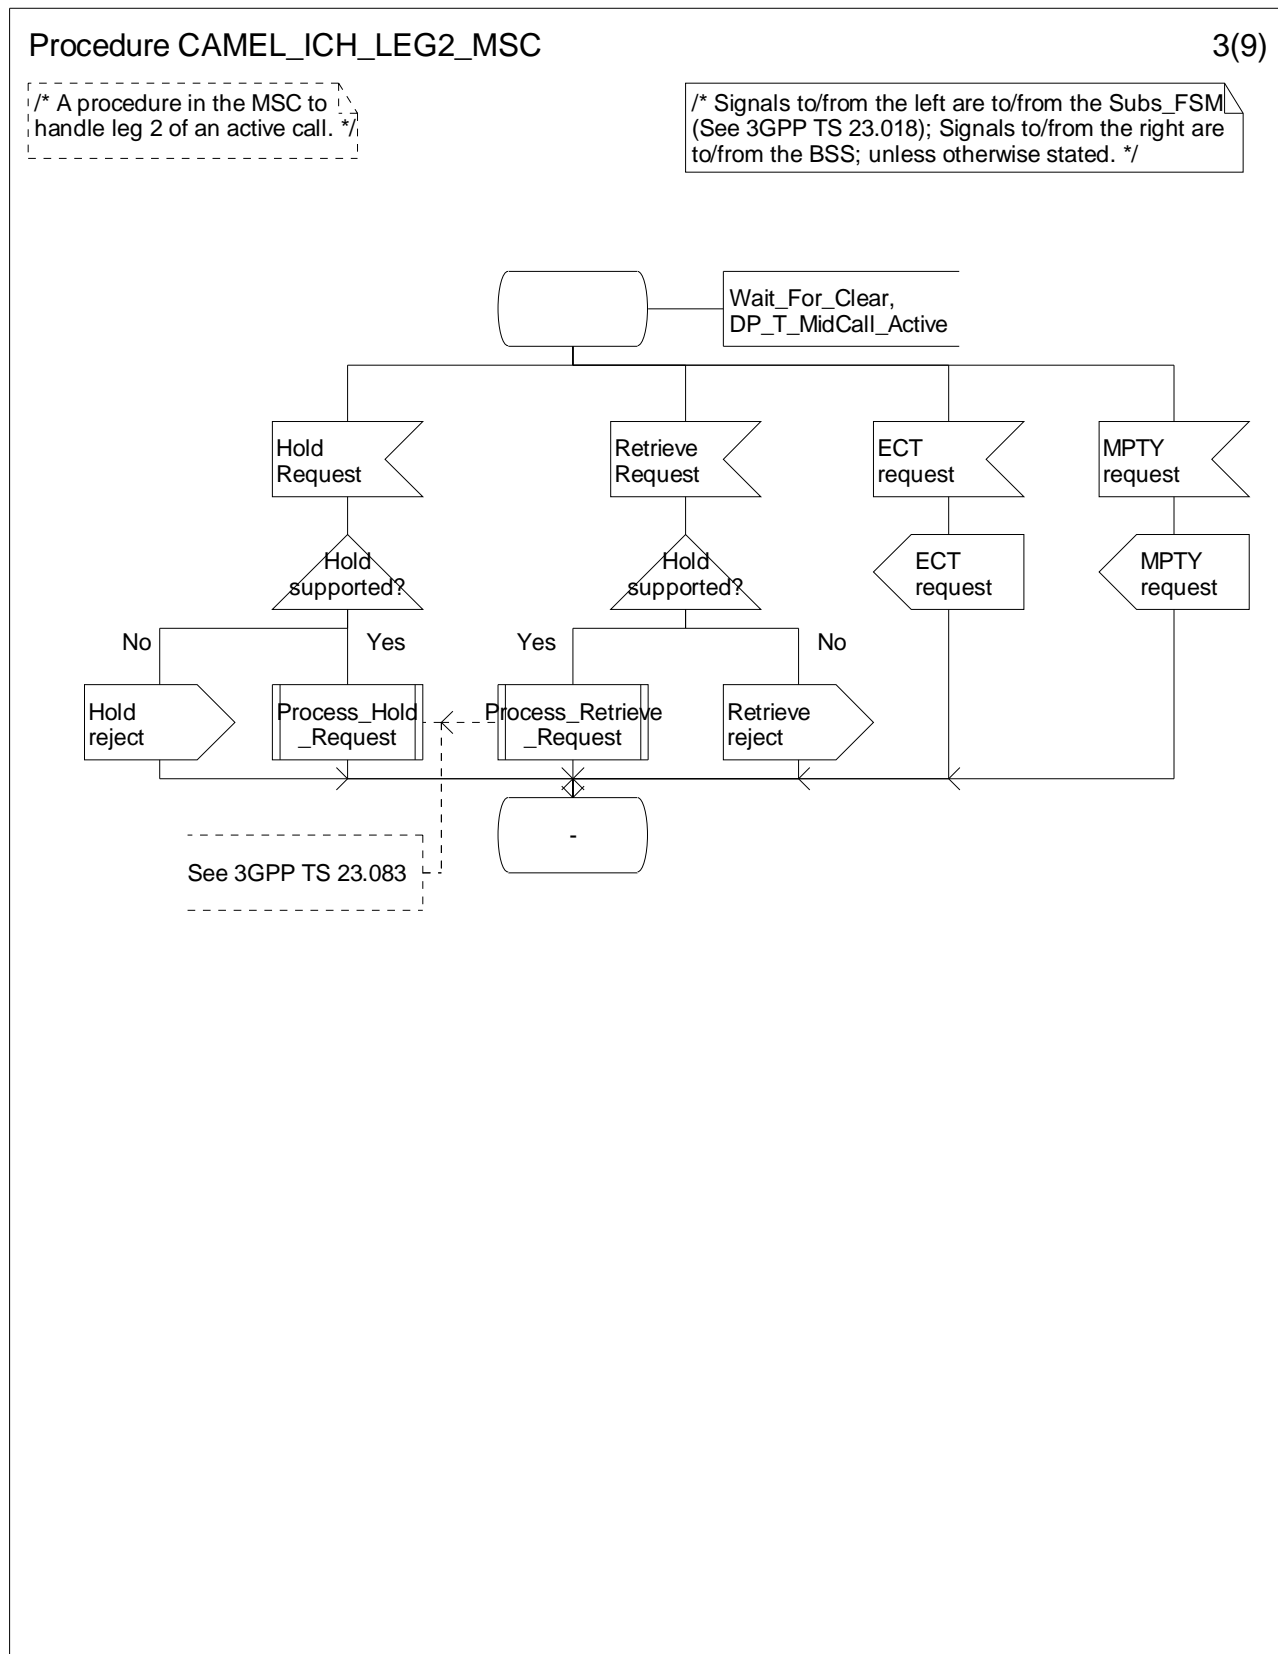 Procedure CAMEL_ICH_LEG2_MSC
3(9)
/* A procedure in the MSC to
handle leg 2 of an active call. */
/* Signals to/from the left are to/from the Subs_FSM
(See 3GPP TS 23.018); Signals to/from the right are
to/from the BSS; unless otherwise stated. */
Wait_For_Clear,
DP_T_MidCall_Active
Hold
Request
Retrieve
Request
ECT
request
MPTY
request
Hold
supported?
Hold
supported?
ECT
request
MPTY
request
No
Yes
Yes
No
Hold
reject
Process_Hold
_Request
Process_Retrieve
_Request
Retrieve
reject
-
See 3GPP TS 23.083